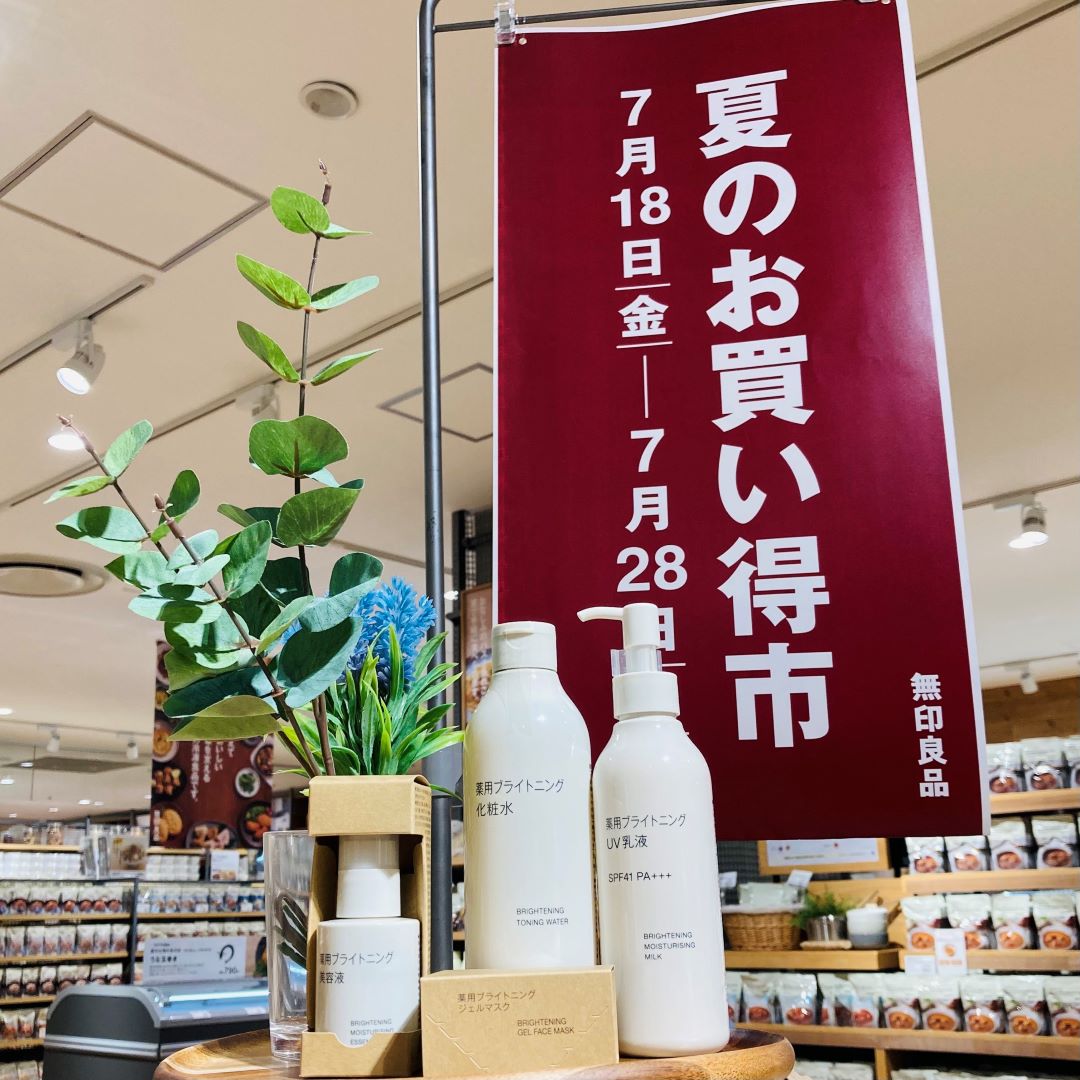 夏のお買い得市
7月18日金―7月28日
無印良品
薬用ブライトニング
化粧水
BRIGHTENING
TONING WATER
薬用ブライトニング
UV乳液
SPF41 PA+++
BRIGHTENING
MOISTURISING
MILK
薬用ブライトニング
美容液
BRIGHTENING
MOISTURISING
薬用ブライトニング
ジェルマスク
BRIGHTENING
GEL FACE MASK
790